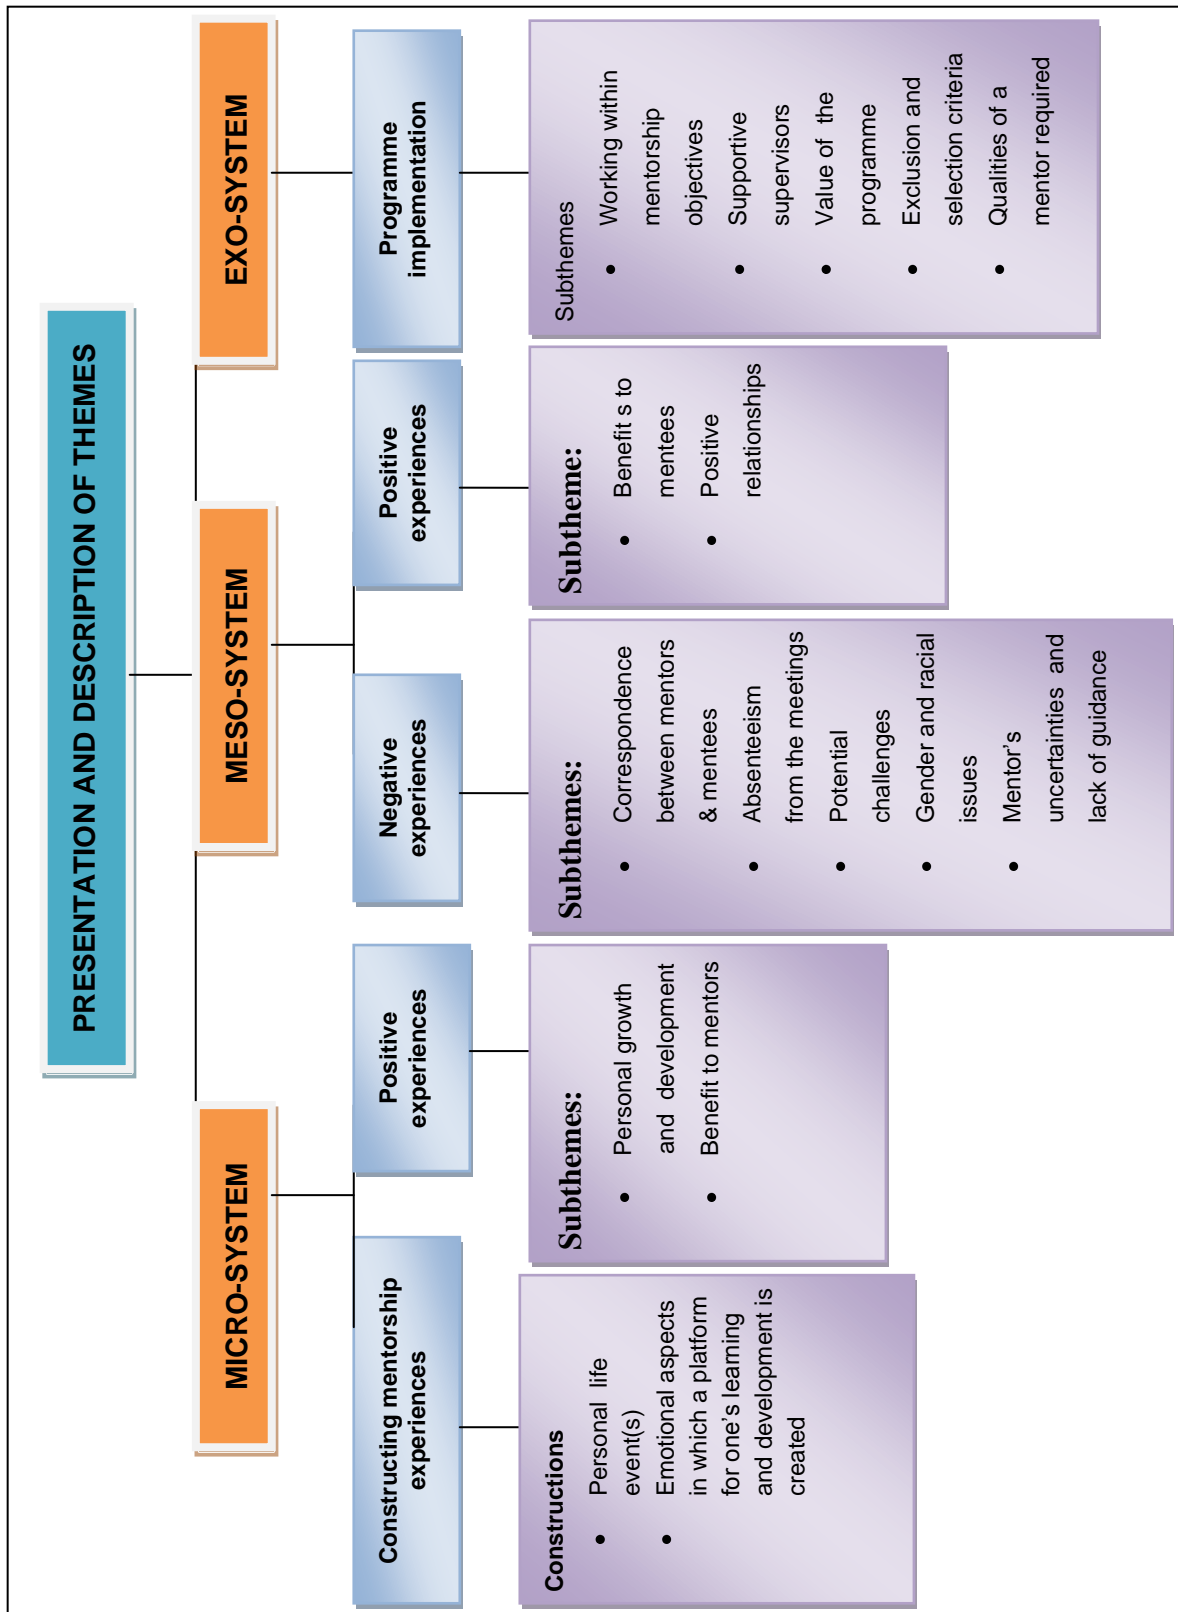 PRESENTATION AND DESCRIPTION OF THEMES
MICRO-SYSTEM
MESO-SYSTEM
EXO-SYSTEM
Constructing mentorship
experiences
Positive
experiences
Negative
experiences
Positive
experiences
Programme
implementation
Constructions
• Personal life
event(s)
• Emotional aspects
in which a platform
for one’s learning
and development is
created
Subthemes:
• Personal growth
and development
• Benefit to mentors
Subthemes:
• Correspondence
between mentors
& mentees
• Absenteeism
from the meetings
• Potential
challenges
• Gender and racial
issues
• Mentor’s
uncertainties and
lack of guidance
Subtheme:
• Benefit s to
mentees
• Positive
relationships
Subthemes
• Working within
mentorship
objectives
• Supportive
supervisors
• Value of the
programme
• Exclusion and
selection criteria
• Qualities of a
mentor required